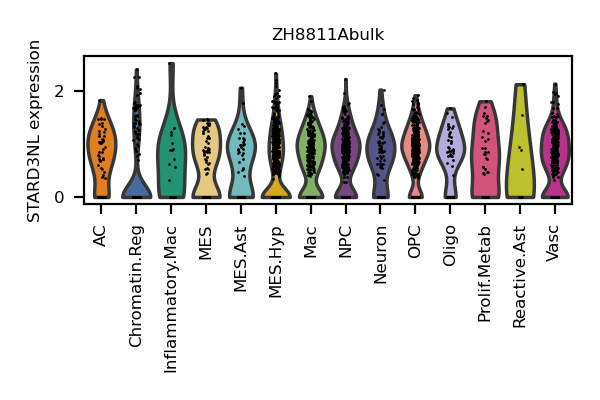 ZH8811Abulk
STARD3NL expression
2
0
AC
Chromatin.Reg
Inflammatory.Mac
MES
MES.Ast
MES.Hyp
Mac
NPC
Neuron
OPC
Oligo
Prolif.Metab
Reactive.Ast
Vasc